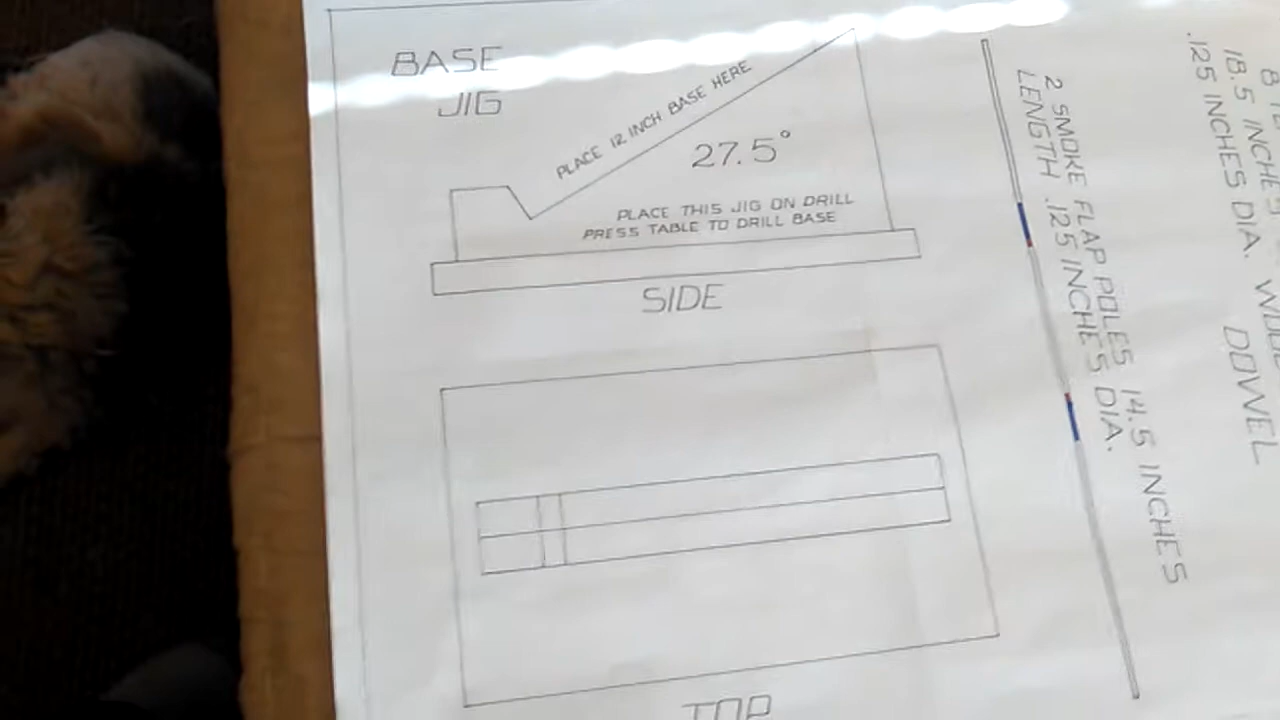 BASE
JIG
PLACE 12 INCH BASE HERE
27.5°
PLACE THIS JIG ON DRILL
PRESS TABLE TO DRILL BASE
SIDE
TOP
2 SMOKE FLAP POLES 14.5 INCHES
LENGTH .125 INCHES DIA.
18.5 INCHES DIA.
.125 INCHES
DOWEL